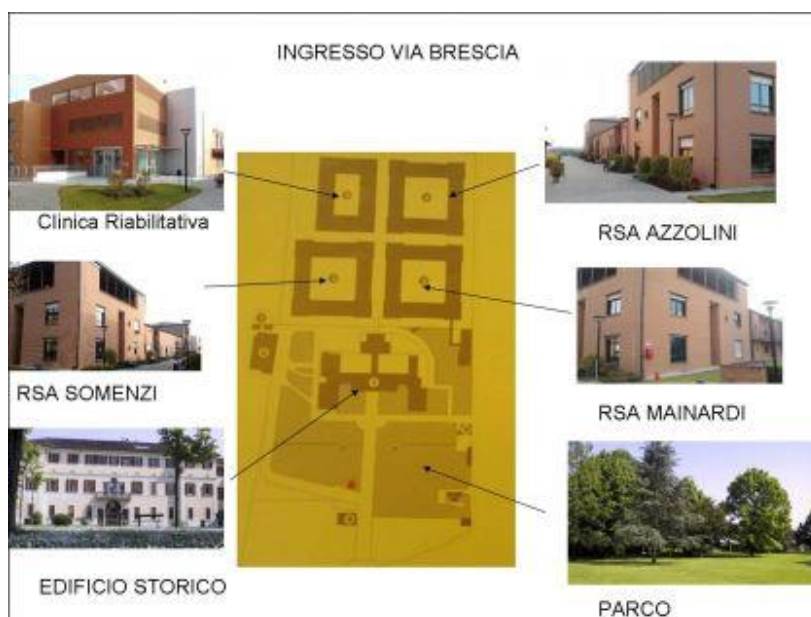 INGRESSO VIA BRESCIA
Clinica Riabilitativa
RSA AZZOLINI
RSA SOMENZI
RSA MAINARDI
EDIFICIO STORICO
PARCO